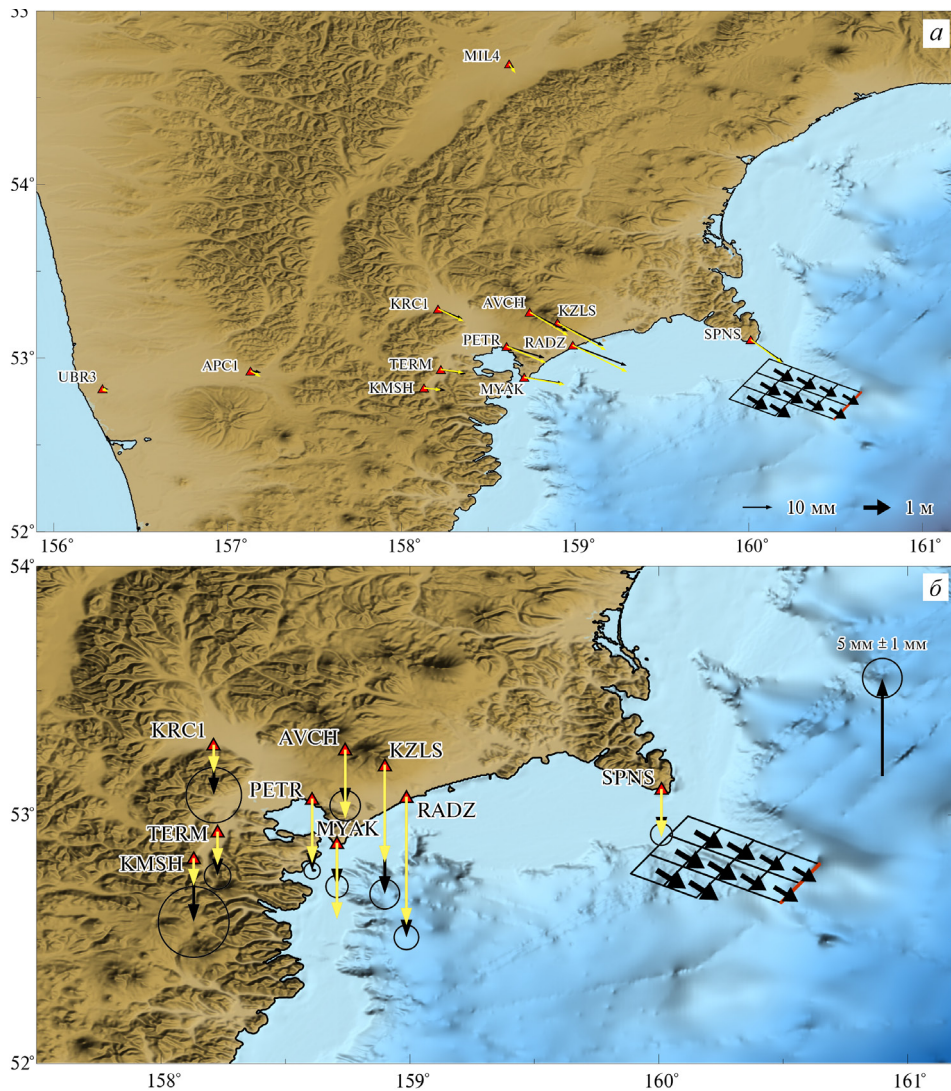 55
а
MIL4
54°
KRC1
AVCH
KZLS
PETR
RADZ
SPNS
53°
UBR3
APC1
TERM
KMSH
MYAK
10 мм
1 м
52°
156°
157°
158°
159°
160°
161°
54°
б
5 мм ± 1 мм
KRC1
AVCH
KZLS
PETR
SPNS
RADZ
53°
TERM
MYAK
KMSH
52°
158°
159°
160°
161°